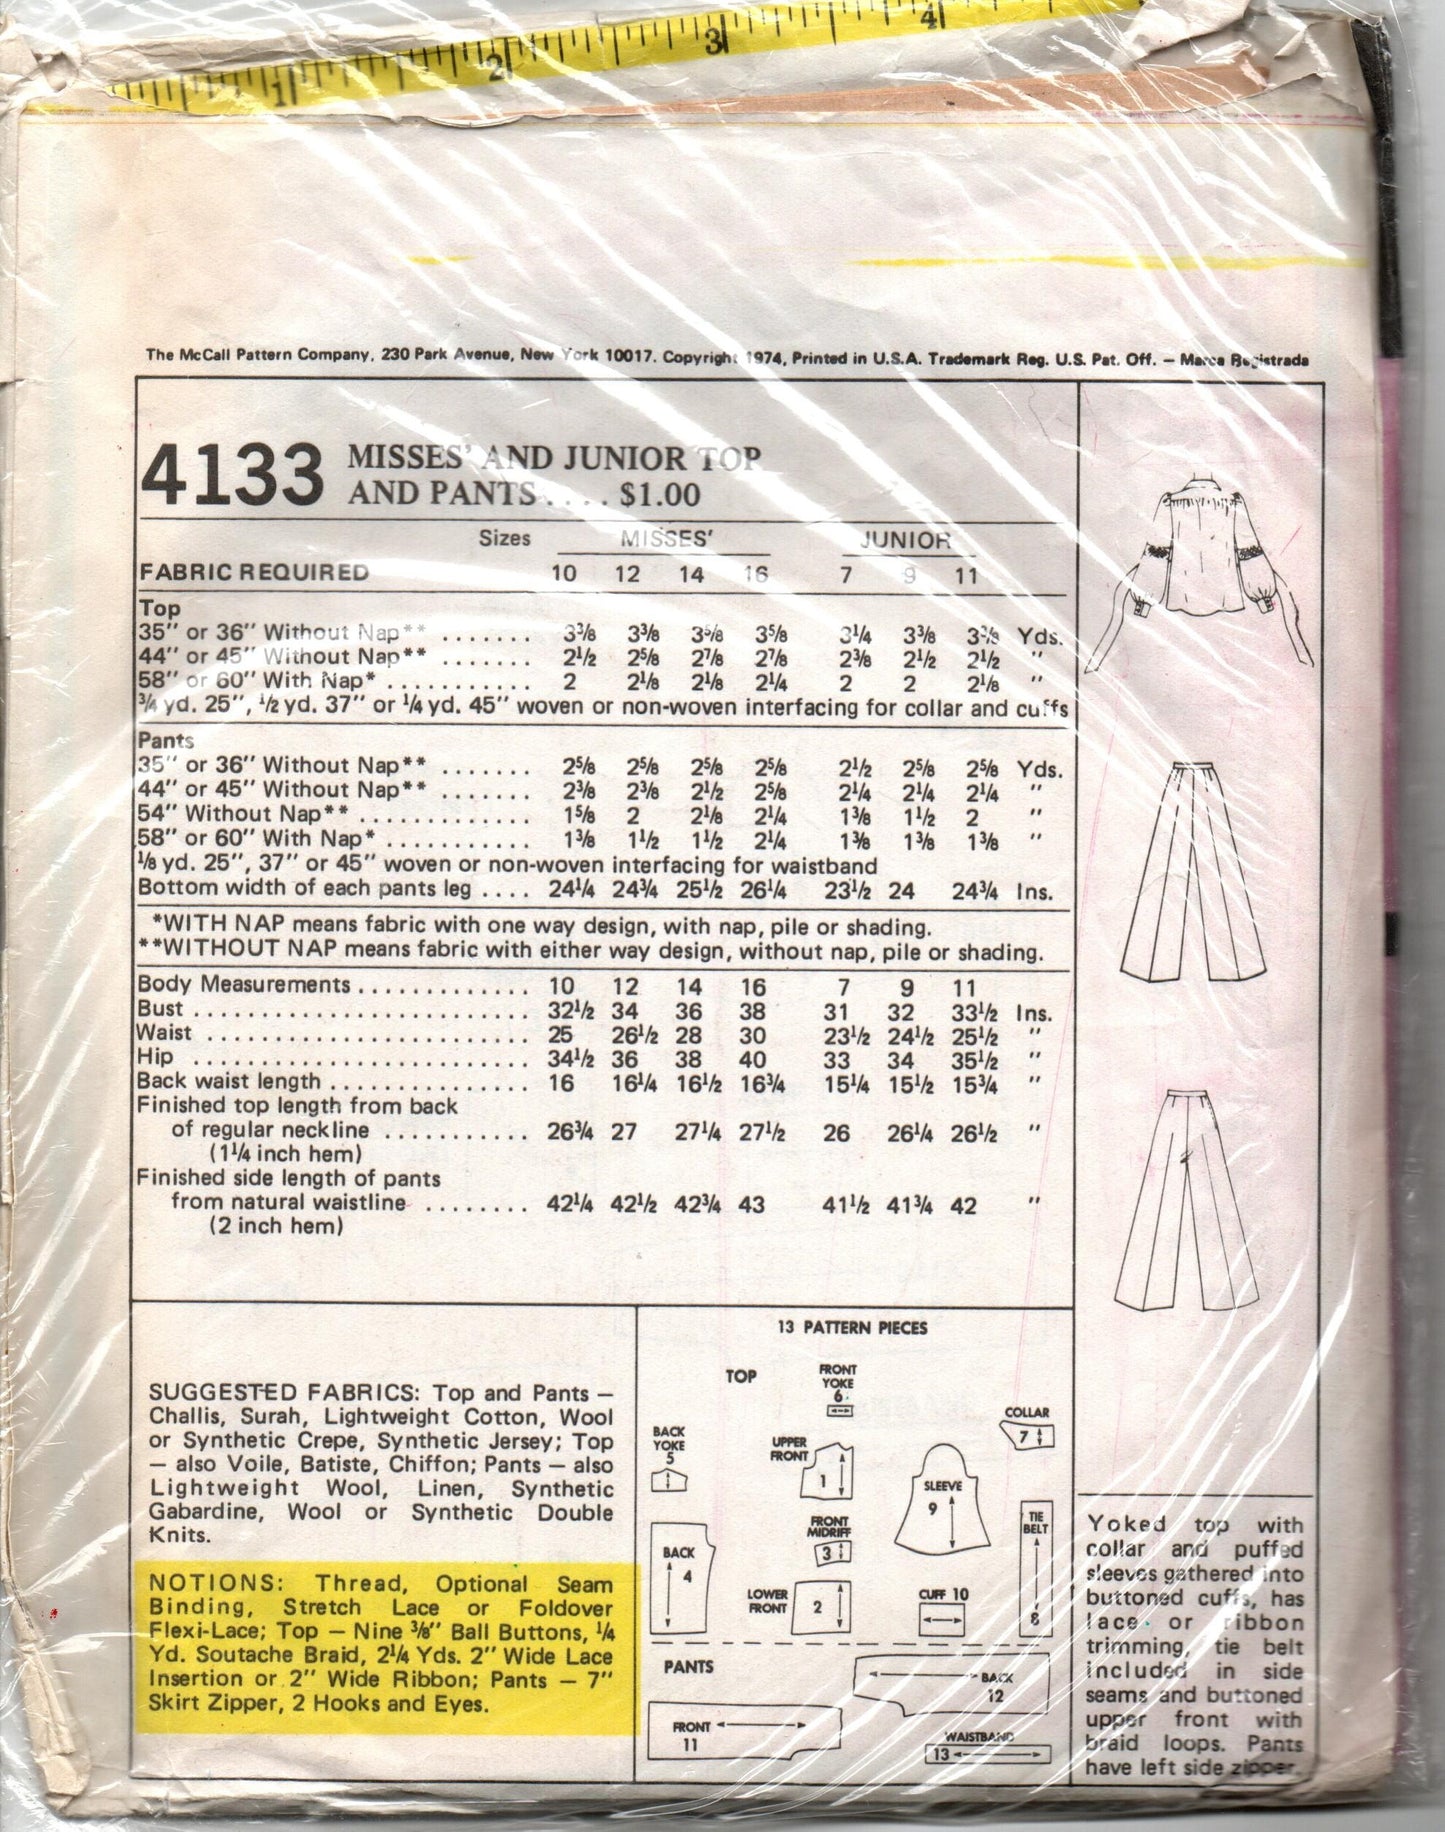 1 2 3 4
The McCall Pattern Company, 230 Park Avenue, New York 10017. Copyright 1974, Printed in U.S.A. Trademark Reg. U.S. Pat. Off. — Marca Registrada
4133 MISSES' AND JUNIOR TOP
AND PANTS .... $1.00
Sizes MISSES' JUNIOR
FABRIC REQUIRED 10 12 14 16 7 9 11
Top
35" or 36" Without Nap** ....... 3⅜ 3⅜ 3⅝ 3⅝ 3¼ 3⅜ 3⅜ Yds.
44" or 45" Without Nap** ....... 2½ 2⅝ 2⅞ 2⅞ 2⅜ 2½ 2½ "
58" or 60" With Nap* ........... 2 2⅛ 2⅛ 2¼ 2 2 2⅛ "
¾ yd. 25", ½ yd. 37" or ¼ yd. 45" woven or non-woven interfacing for collar and cuffs
Pants
35" or 36" Without Nap** ....... 2⅝ 2⅝ 2⅝ 2⅝ 2½ 2⅝ 2⅝ Yds.
44" or 45" Without Nap** ....... 2⅜ 2⅜ 2½ 2⅝ 2¼ 2¼ 2¼ "
54" Without Nap** ............. 1⅝ 2 2⅛ 2¼ 1⅜ 1½ 2 "
58" or 60" With Nap* ........... 1⅜ 1½ 1½ 2¼ 1⅜ 1⅜ 1⅜ "
⅛ yd. 25", 37" or 45" woven or non-woven interfacing for waistband
Bottom width of each pants leg .... 24¼ 24¾ 25½ 26¼ 23½ 24 24¾ Ins.
*WITH NAP means fabric with one way design, with nap, pile or shading.
**WITHOUT NAP means fabric with either way design, without nap, pile or shading.
Body Measurements ............. 10 12 14 16 7 9 11
Bust ......................... 32½ 34 36 38 31 32 33½ Ins.
Waist ........................ 25 26½ 28 30 23½ 24½ 25½ "
Hip ......................... 34½ 36 38 40 33 34 35½ "
Back waist length ............... 16 16¼ 16½ 16¾ 15¼ 15½ 15¾ "
Finished top length from back
of regular neckline ........... 26¾ 27 27¼ 27½ 26 26¼ 26½ "
(1¼ inch hem)
Finished side length of pants
from natural waistline ........ 42¼ 42½ 42¾ 43 41½ 41¾ 42 "
(2 inch hem)
SUGGESTED FABRICS: Top and Pants —
Challis, Surah, Lightweight Cotton, Wool
or Synthetic Crepe, Synthetic Jersey; Top
— also Voile, Batiste, Chiffon; Pants — also
Lightweight Wool, Linen, Synthetic
Gabardine, Wool or Synthetic Double
Knits.
NOTIONS: Thread, Optional Seam
Binding, Stretch Lace or Foldover
Flexi-Lace; Top — Nine ⅜" Ball Buttons, ¼
Yd. Soutache Braid, 2¼ Yds. 2" Wide Lace
Insertion or 2" Wide Ribbon; Pants — 7"
Skirt Zipper, 2 Hooks and Eyes.
13 PATTERN PIECES
TOP
FRONT
YOKE
6
BACK
YOKE
5
UPPER
FRONT
1
SLEEVE
9
COLLAR
7
BACK
4
FRONT
MIDRIFF
3
LOWER
FRONT
2
CUFF 10
TIE
BELT
8
PANTS
BACK
12
FRONT
11
WAISTBAND
13
Yoked top with
collar and puffed
sleeves gathered into
buttoned cuffs, has
lace or ribbon
trimming, tie belt
included in side
seams and buttoned
upper front with
braid loops. Pants
have left side zipper.